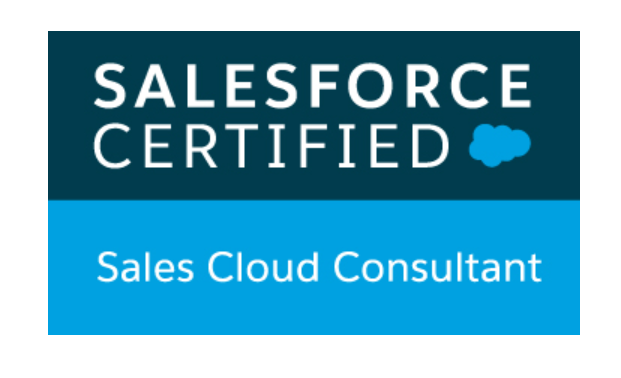 SALESFORCE
CERTIFIED
Sales Cloud Consultant